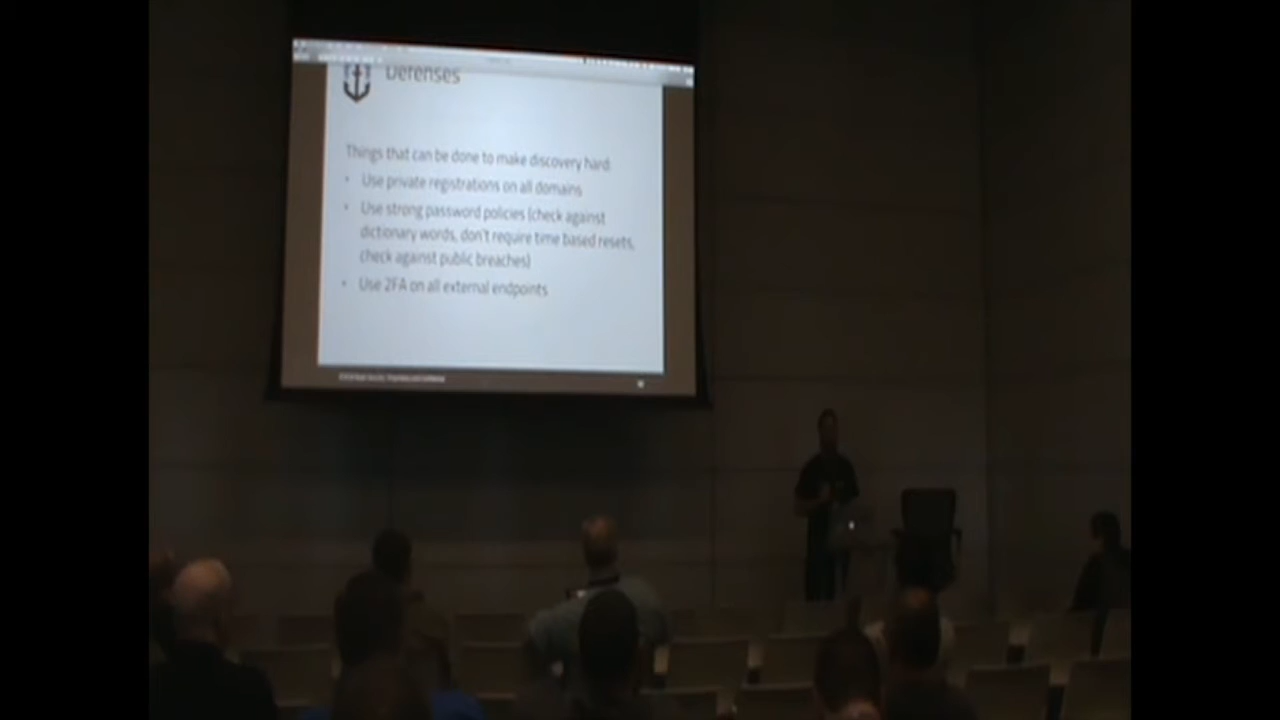 Defenses
Things that can be done to make discovery hard:
• Use private registrations on all domains
• Use strong password policies (check against
dictionary words, don't require time based resets,
check against public breaches)
• Use 2FA on all external endpoints